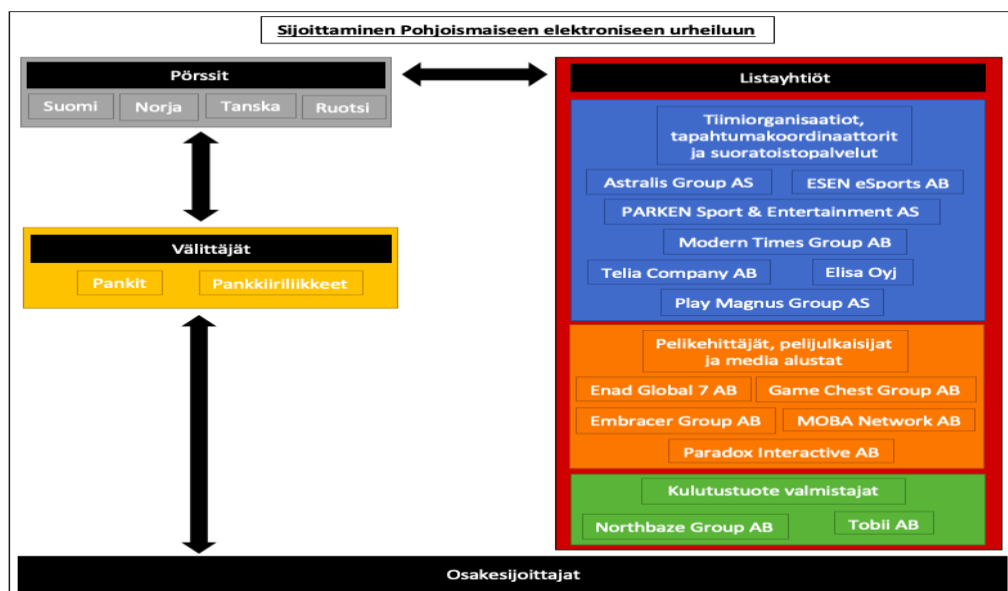 Sijoittaminen Pohjoismaiseen elektroniseen urheiluun
Pörssit
Suomi Norja Tanska Ruotsi
Välittäjät
Pankit Pankkiiriliikkeet
Listayhtiöt
Tiimiorganisaatiot,
tapahtumakoordinaattorit
ja suoratoistopalvelut
Astralis Group AS ESEN eSports AB
PARKEN Sport & Entertainment AS
Modern Times Group AB
Telia Company AB Elisa Oyj
Play Magnus Group AS
Pelikehittäjät, pelijulkaisijat
ja media alustat
Enad Global 7 AB Game Chest Group AB
Embracer Group AB MOBA Network AB
Paradox Interactive AB
Kulutustuote valmistajat
Northbaze Group AB Tobii AB
Osakesijoittajat